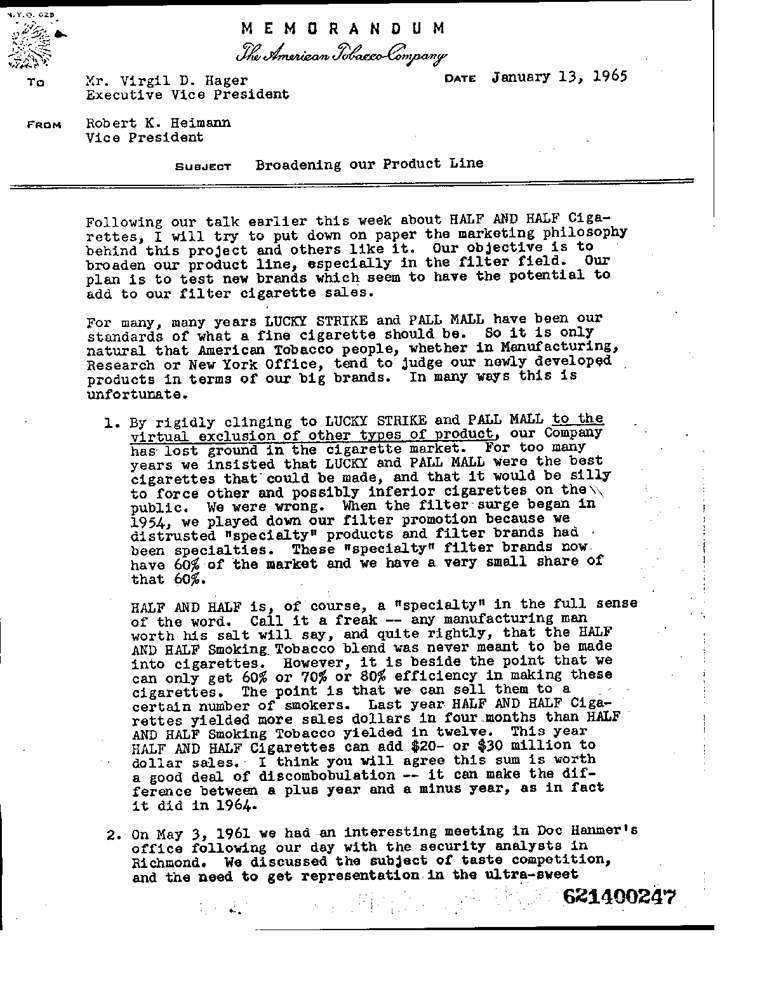 N.Y.O. 62B
MEMORANDUM
The American Tobacco Company
TO Mr. Virgil D. Hager DATE January 13, 1965
Executive Vice President
FROM Robert K. Heimann
Vice President
SUBJECT Broadening our Product Line
Following our talk earlier this week about HALF AND HALF Ciga-
rettes, I will try to put down on paper the marketing philosophy
behind this project and others like it. Our objective is to
broaden our product line, especially in the filter field. Our
plan is to test new brands which seem to have the potential to
add to our filter cigarette sales.
For many, many years LUCKY STRIKE and PALL MALL have been our
standards of what a fine cigarette should be. So it is only
natural that American Tobacco people, whether in Manufacturing,
Research or New York Office, tend to judge our newly developed
products in terms of our big brands. In many ways this is
unfortunate.
1. By rigidly clinging to LUCKY STRIKE and PALL MALL to the
virtual exclusion of other types of product, our Company
has lost ground in the cigarette market. For too many
years we insisted that LUCKY and PALL MALL were the best
cigarettes that could be made, and that it would be silly
to force other and possibly inferior cigarettes on the
public. We were wrong. When the filter surge began in
1954, we played down our filter promotion because we
distrusted "specialty" products and filter brands had
been specialties. These "specialty" filter brands now
have 60% of the market and we have a very small share of
that 60%.
HALF AND HALF is, of course, a "specialty" in the full sense
of the word. Call it a freak -- any manufacturing man
worth his salt will say, and quite rightly, that the HALF
AND HALF Smoking Tobacco blend was never meant to be made
into cigarettes. However, it is beside the point that we
can only get 60% or 70% or 80% efficiency in making these
cigarettes. The point is that we can sell them to a
certain number of smokers. Last year HALF AND HALF Ciga-
rettes yielded more sales dollars in four months than HALF
AND HALF Smoking Tobacco yielded in twelve. This year
HALF AND HALF Cigarettes can add $20- or $30 million to
dollar sales. I think you will agree this sum is worth
a good deal of discombobulation -- it can make the dif-
ference between a plus year and a minus year, as in fact
it did in 1964.
2. On May 3, 1961 we had an interesting meeting in Doc Hanmer's
office following our day with the security analysts in
Richmond. We discussed the subject of taste competition,
and the need to get representation in the ultra-sweet
621400247